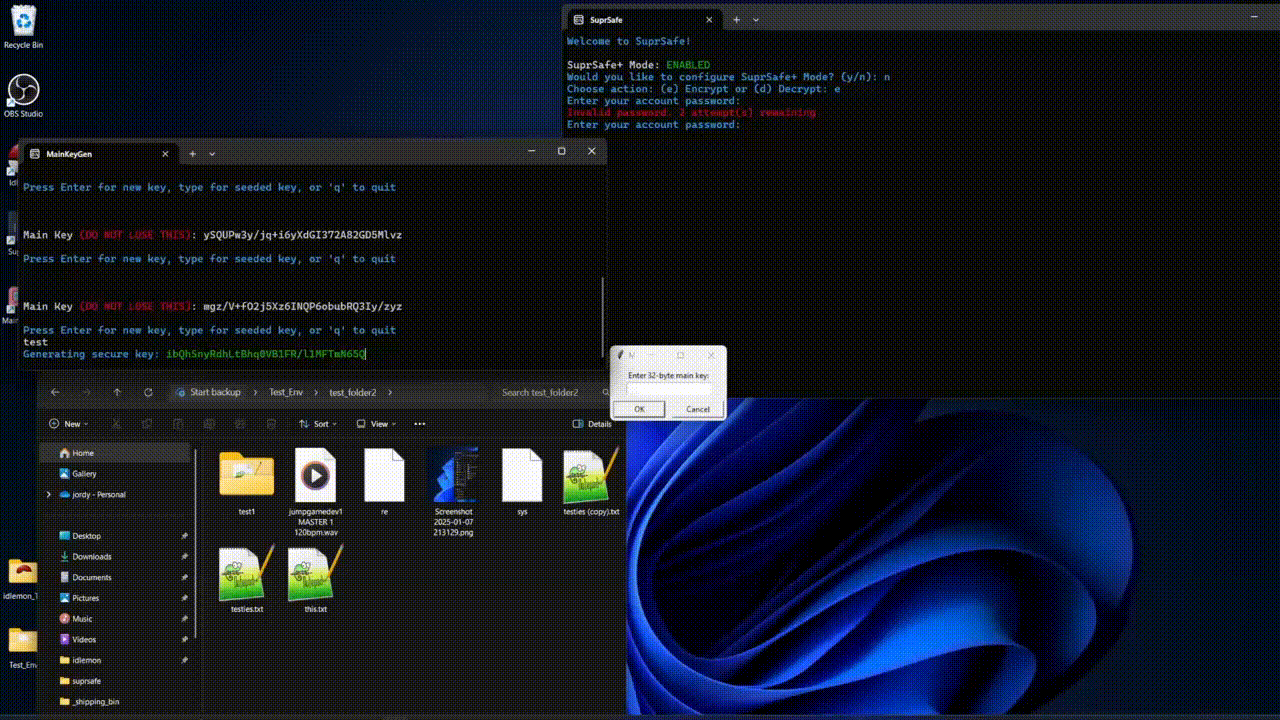 Recycle Bin
OBS Studio
SuprSafe
Welcome to SuprSafe!
SuprSafe+ Mode: ENABLED
Would you like to configure SuprSafe+ Mode? (y/n): n
Choose action: (e) Encrypt or (d) Decrypt: e
Enter your account password:
Invalid password. 2 attempt(s) remaining
Enter your account password:
MainKeyGen
Press Enter for new key, type for seeded key, or 'q' to quit
Main Key (DO NOT LOSE THIS): ySQUPw3y/jq+i6yXdGI372A82GD5Mlvz
Press Enter for new key, type for seeded key, or 'q' to quit
Main Key (DO NOT LOSE THIS): mgz/V+fO2j5Xz6INQP6obubRQ3Iy/zyz
Press Enter for new key, type for seeded key, or 'q' to quit
test
Generating secure key: ibQh5nyRdhLtBhq0VB1FR/l1MFTmN65Q
Enter 32-byte main key:
OK
Cancel
Start backup
Test_Env
test_folder2
Search test_folder2
New
Sort
View
Details
Home
Gallery
jordy - Personal
Desktop
Downloads
Documents
Pictures
Music
Videos
idlemon
suprsafe
_shipping_bin
test1
jumpgamedev1
MASTER 1
120bpm.wav
re
Screenshot
2025-01-07
213129.png
sys
testies (copy).txt
testies.txt
this.txt